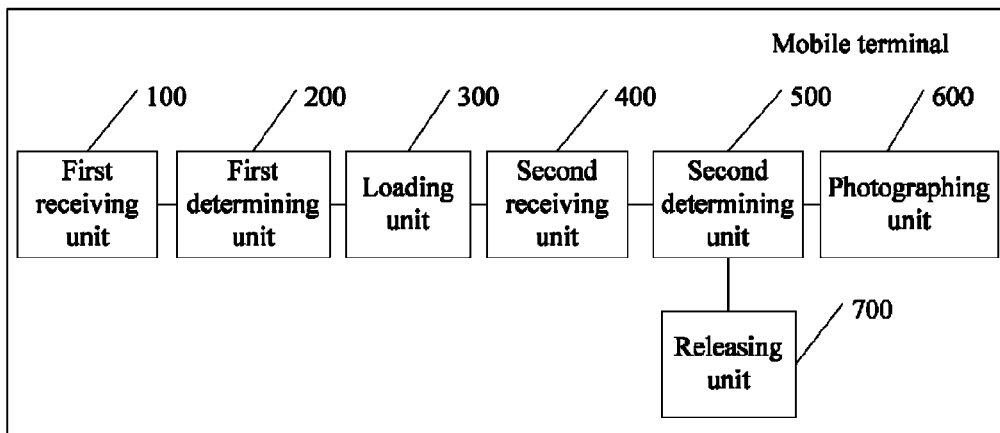 Mobile terminal
100
200
300
400
500
600
First
receiving
unit
First
determining
unit
Loading
unit
Second
receiving
unit
Second
determining
unit
Photographing
unit
700
Releasing
unit